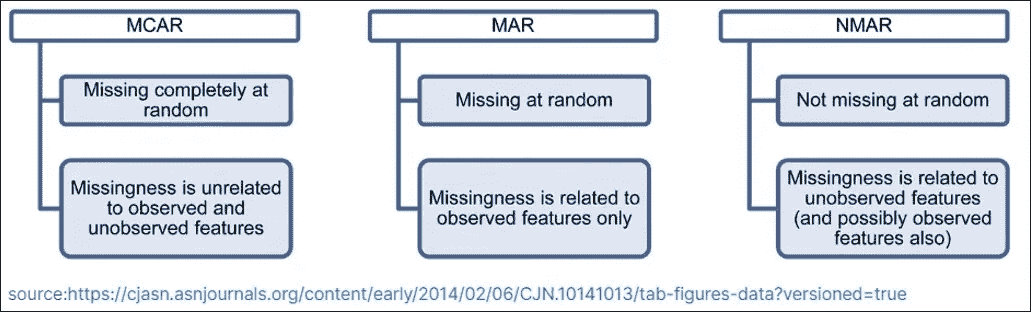 MCAR
Missing completely at
random
Missingness is unrelated
to observed and
unobserved features
MAR
Missing at random
Missingness is related to
observed features only
NMAR
Not missing at random
Missingness is related to
unobserved features
(and possibly observed
features also)
source:https://cjasn.asnjournals.org/content/early/2014/02/06/CJN.10141013/tab-figures-data?versioned=true